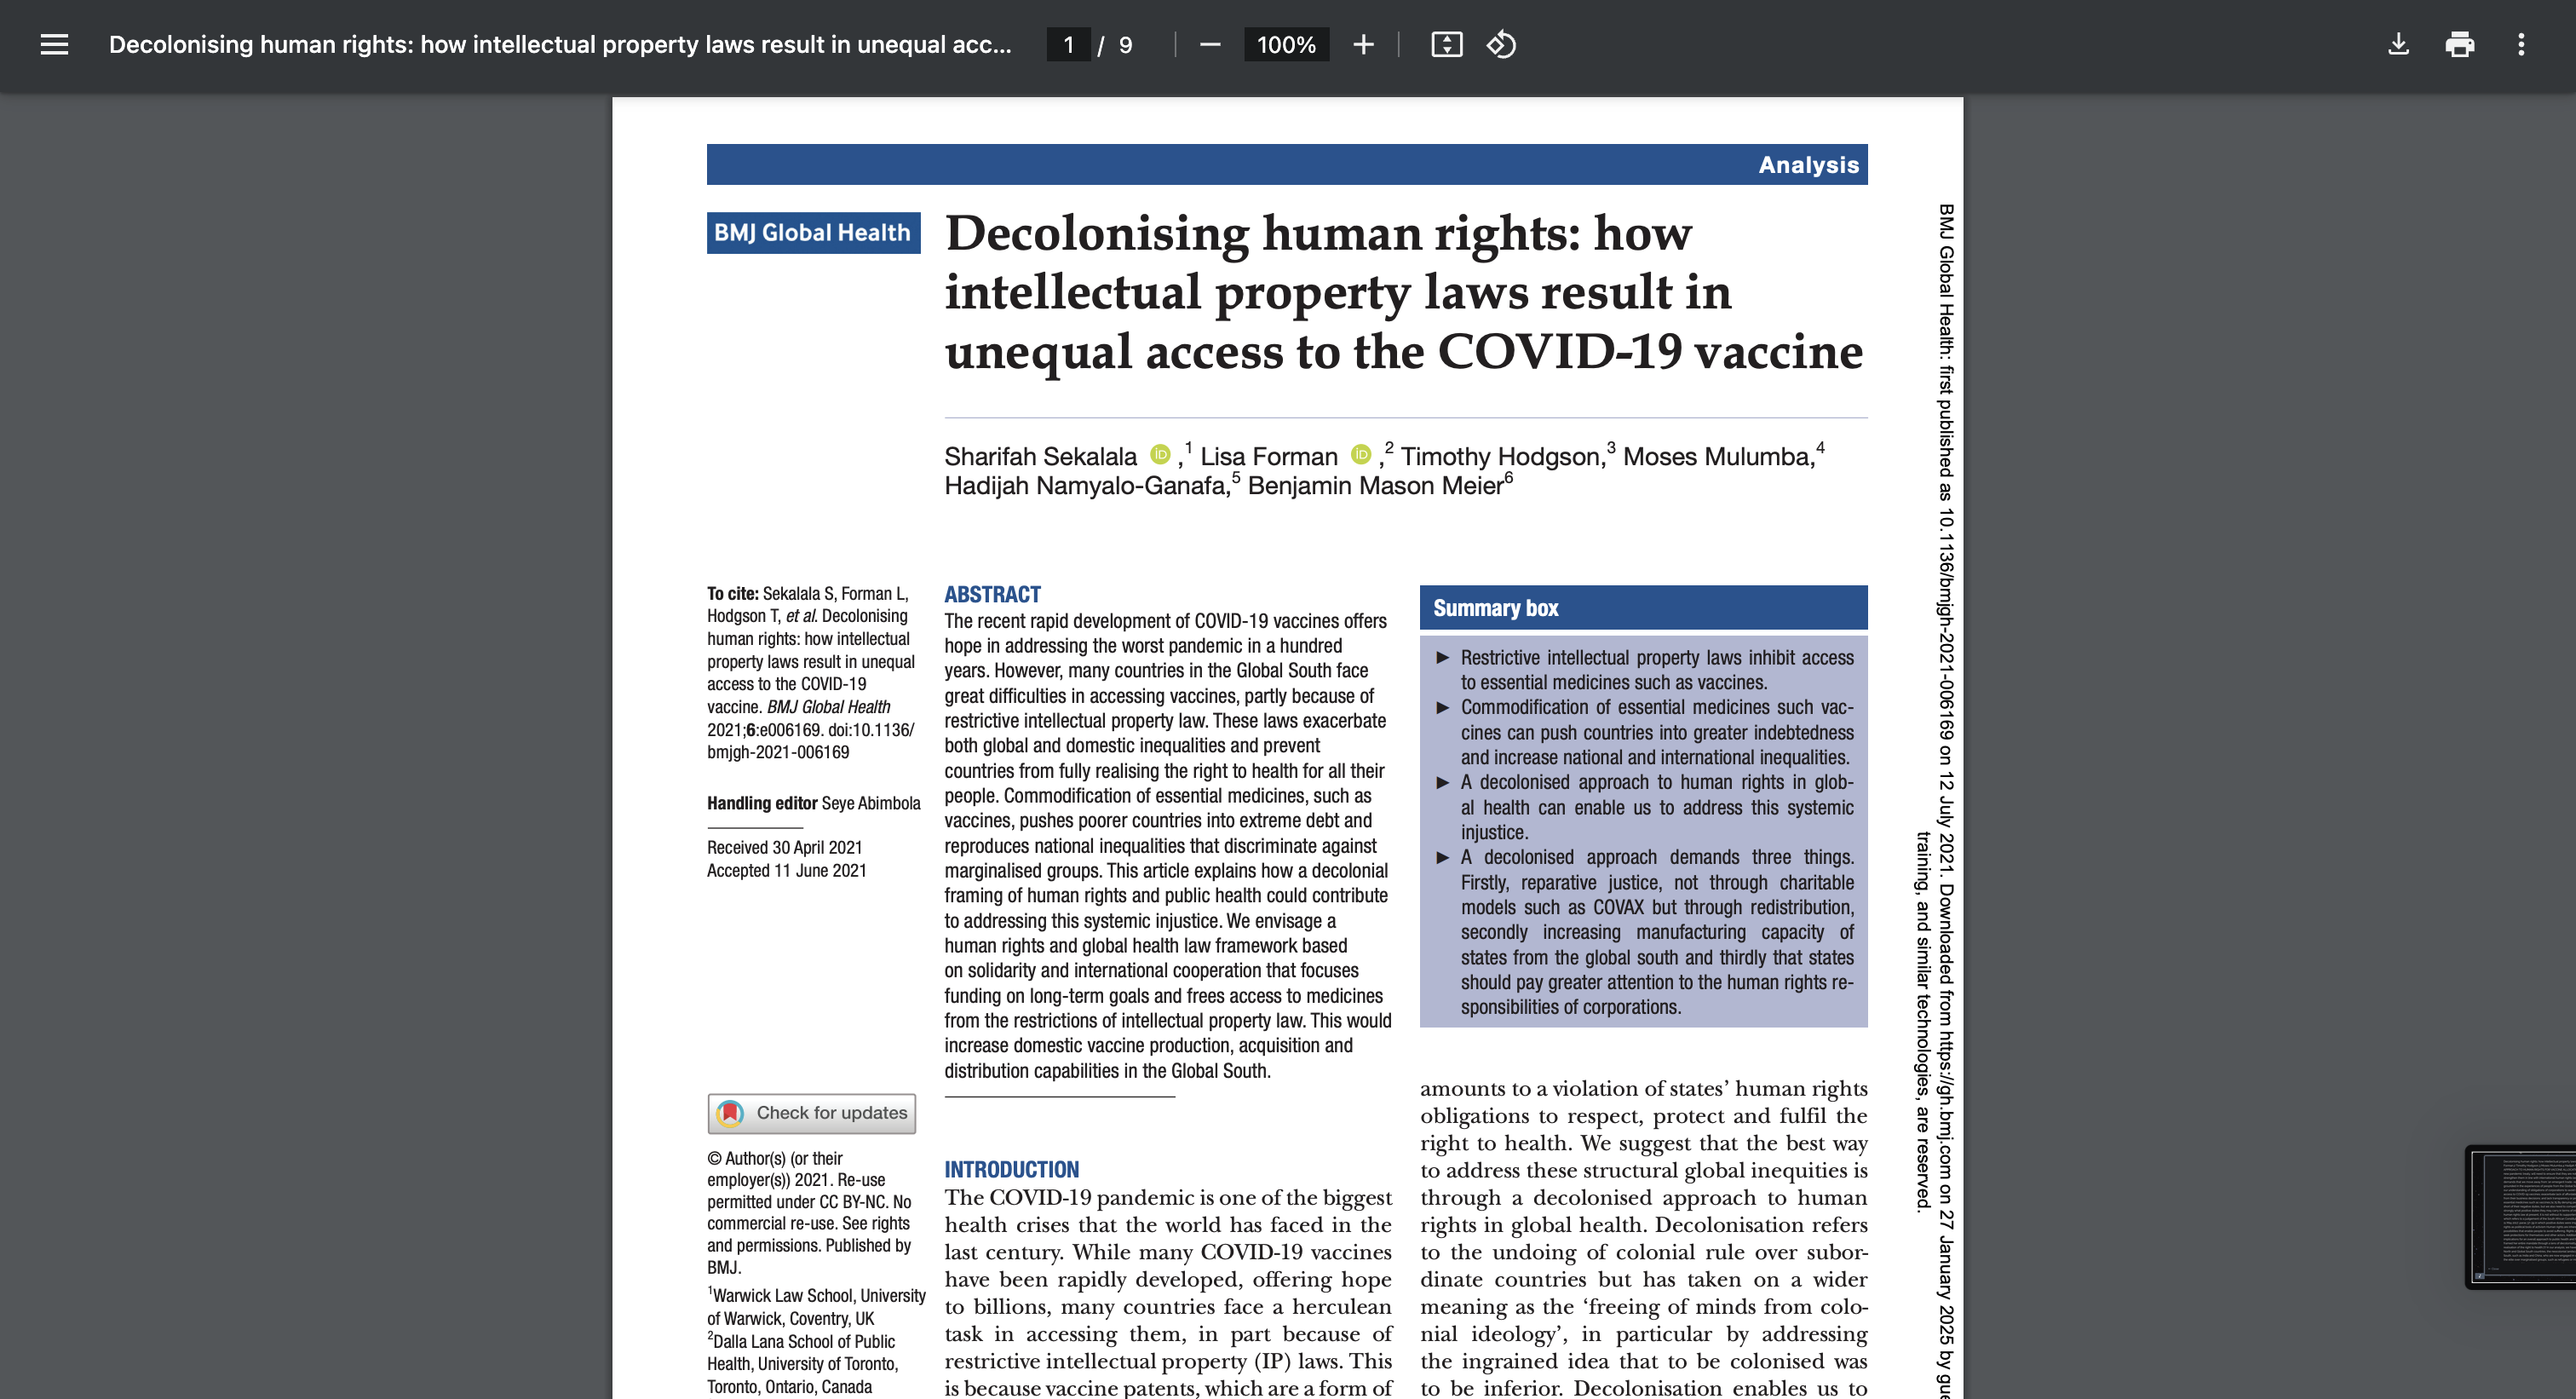 Decolonising human rights: how intellectual property laws result in unequal acc...
1 / 9
100%
Analysis
BMJ Global Health
Decolonising human rights: how
intellectual property laws result in
unequal access to the COVID-19 vaccine
Sharifah Sekalala iD ,1 Lisa Forman iD ,2 Timothy Hodgson,3 Moses Mulumba,4
Hadijah Namyalo-Ganafa,5 Benjamin Mason Meier6
To cite: Sekalala S, Forman L,
Hodgson T, et al. Decolonising
human rights: how intellectual
property laws result in unequal
access to the COVID-19
vaccine. BMJ Global Health
2021;6:e006169. doi:10.1136/
bmjgh-2021-006169
Handling editor Seye Abimbola
Received 30 April 2021
Accepted 11 June 2021
Check for updates
© Author(s) (or their
employer(s)) 2021. Re-use
permitted under CC BY-NC. No
commercial re-use. See rights
and permissions. Published by
BMJ.
1Warwick Law School, University
of Warwick, Coventry, UK
2Dalla Lana School of Public
Health, University of Toronto,
Toronto, Ontario, Canada
ABSTRACT
The recent rapid development of COVID-19 vaccines offers
hope in addressing the worst pandemic in a hundred
years. However, many countries in the Global South face
great difficulties in accessing vaccines, partly because of
restrictive intellectual property law. These laws exacerbate
both global and domestic inequalities and prevent
countries from fully realising the right to health for all their
people. Commodification of essential medicines, such as
vaccines, pushes poorer countries into extreme debt and
reproduces national inequalities that discriminate against
marginalised groups. This article explains how a decolonial
framing of human rights and public health could contribute
to addressing this systemic injustice. We envisage a
human rights and global health law framework based
on solidarity and international cooperation that focuses
funding on long-term goals and frees access to medicines
from the restrictions of intellectual property law. This would
increase domestic vaccine production, acquisition and
distribution capabilities in the Global South.
INTRODUCTION
The COVID-19 pandemic is one of the biggest
health crises that the world has faced in the
last century. While many COVID-19 vaccines
have been rapidly developed, offering hope
to billions, many countries face a herculean
task in accessing them, in part because of
restrictive intellectual property (IP) laws. This
is because vaccine patents, which are a form of
Summary box
► Restrictive intellectual property laws inhibit access
to essential medicines such as vaccines.
► Commodification of essential medicines such vac-
cines can push countries into greater indebtedness
and increase national and international inequalities.
► A decolonised approach to human rights in glob-
al health can enable us to address this systemic
injustice.
► A decolonised approach demands three things.
Firstly, reparative justice, not through charitable
models such as COVAX but through redistribution,
secondly increasing manufacturing capacity of
states from the global south and thirdly that states
should pay greater attention to the human rights re-
sponsibilities of corporations.
amounts to a violation of states’ human rights
obligations to respect, protect and fulfil the
right to health. We suggest that the best way
to address these structural global inequities is
through a decolonised approach to human
rights in global health. Decolonisation refers
to the undoing of colonial rule over subor-
dinate countries but has taken on a wider
meaning as the ‘freeing of minds from colo-
nial ideology’, in particular by addressing
the ingrained idea that to be colonised was
to be inferior. Decolonisation enables us to
BMJ Global Health: first published as 10.1136/bmjgh-2021-006169 on 12 July 2021. Downloaded from https://gh.bmj.com on 27 January 2025 by gue
training, and similar technologies, are reserved.